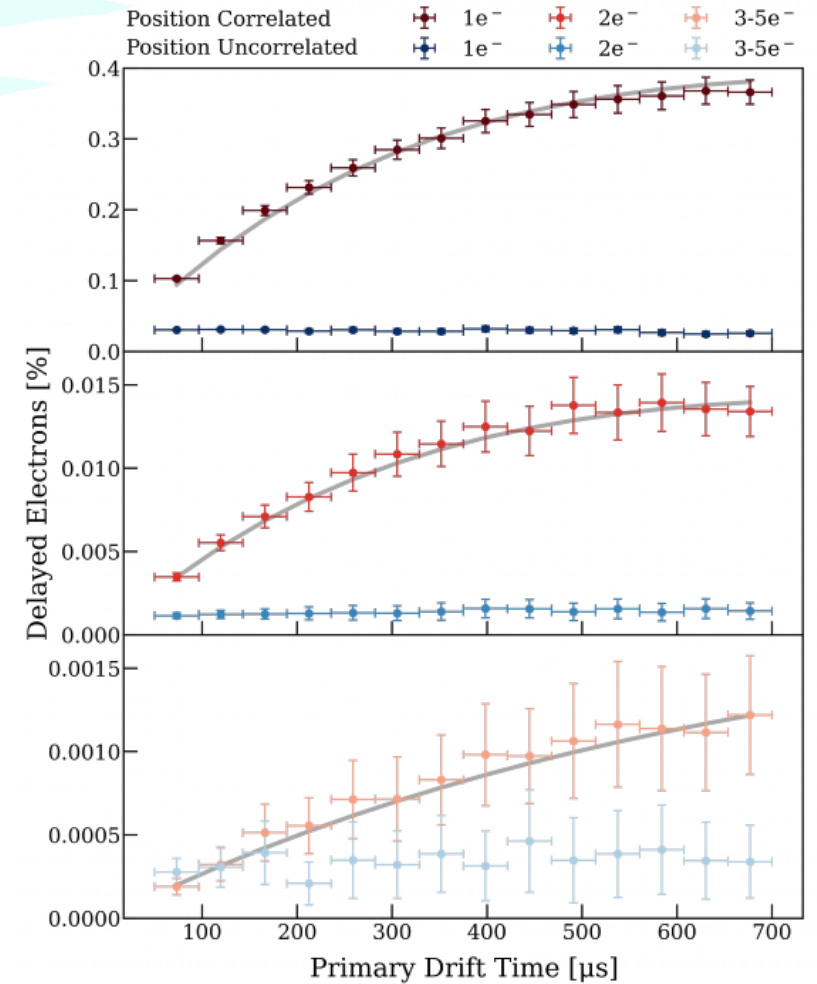 Position Correlated 1e⁻ 2e⁻ 3-5e⁻
Position Uncorrelated 1e⁻ 2e⁻ 3-5e⁻
0.4
0.3
0.2
0.1
0.0
0.015
0.010
0.005
0.000
0.0015
0.0010
0.0005
0.0000
Delayed Electrons [%]
100 200 300 400 500 600 700
Primary Drift Time [μs]